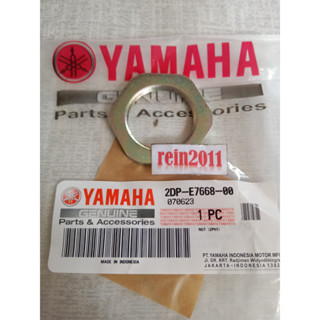 YAMAHA
GENUINE
Parts & Accessories
rein2011
YAMAHA
GENUINE
Parts & Accessories
MADE IN INDONESIA
2DP-E7668-00
070623
1 PC
PT. YAMAHA INDONESIA MOTOR MFG
JAKARTA-INDONESIA